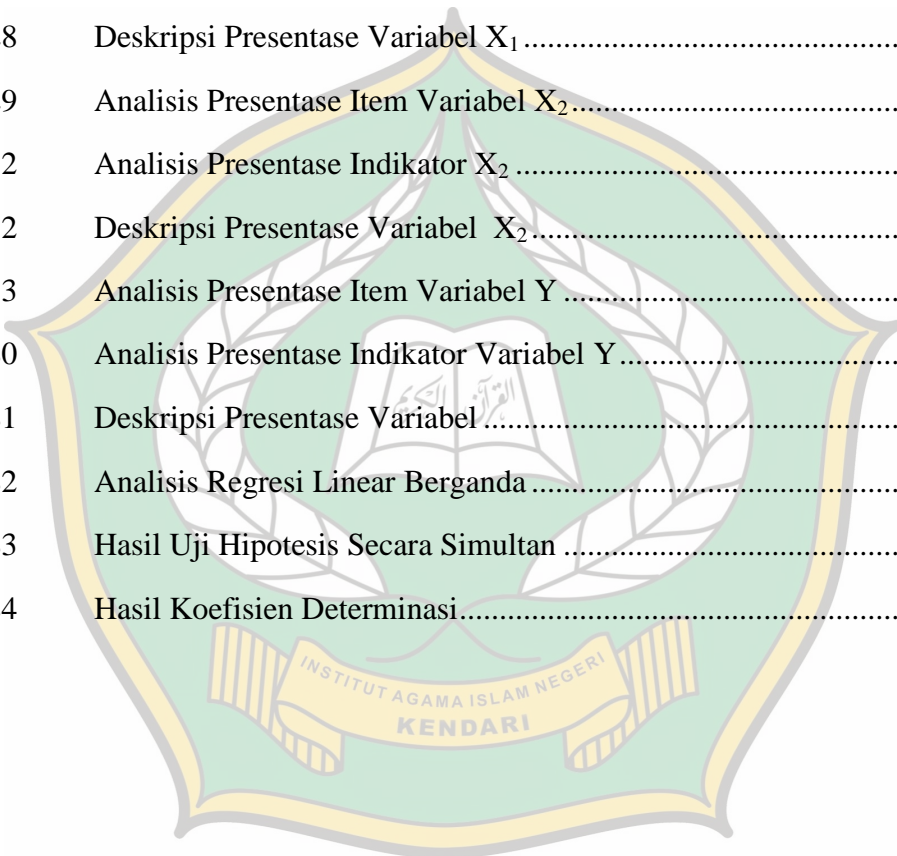 8 Deskripsi Presentase Variabel X₁................................................
9 Analisis Presentase Item Variabel X₂..........................................
2 Analisis Presentase Indikator X₂ .................................................
2 Deskripsi Presentase Variabel X₂...............................................
3 Analisis Presentase Item Variabel Y ...........................................
0 Analisis Presentase Indikator Variabel Y....................................
1 Deskripsi Presentase Variabel .....................................................
2 Analisis Regresi Linear Berganda ...............................................
3 Hasil Uji Hipotesis Secara Simultan ...........................................
4 Hasil Koefisien Determinasi........................................................
القرآن الكريم
INSTITUT AGAMA ISLAM NEGERI
KENDARI